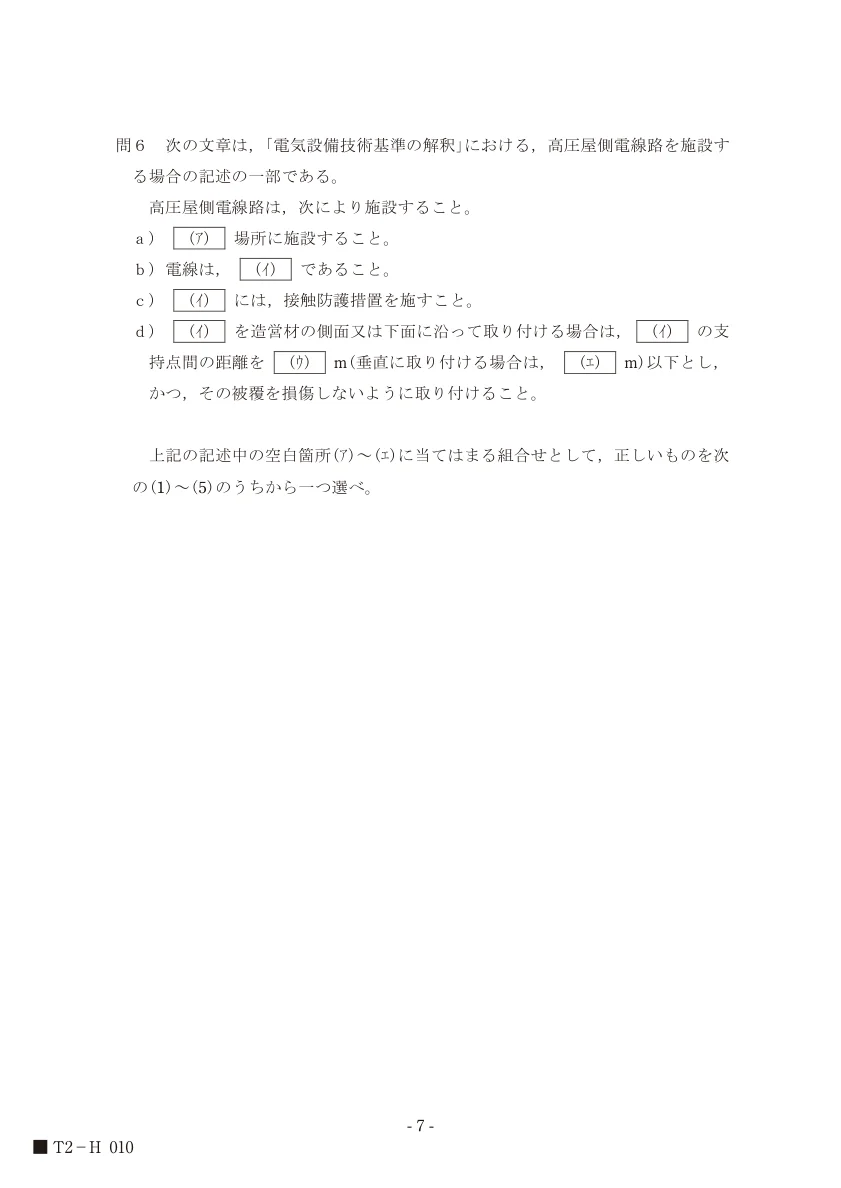 問６　次の文章は，「電気設備技術基準の解釈」における，高圧屋側電線路を施設す
る場合の記述の一部である。
高圧屋側電線路は，次により施設すること。
ａ） (ｱ) 場所に施設すること。
ｂ）電線は， (ｲ) であること。
ｃ） (ｲ) には，接触防護措置を施すこと。
ｄ） (ｲ) を造営材の側面又は下面に沿って取り付ける場合は， (ｲ) の支
持点間の距離を (ｳ) m（垂直に取り付ける場合は， (ｴ) m）以下とし，
かつ，その被覆を損傷しないように取り付けること。
上記の記述中の空白箇所(ｱ)～(ｴ)に当てはまる組合せとして，正しいものを次
の(1)～(5)のうちから一つ選べ。
- 7 -
■ T2－H 010